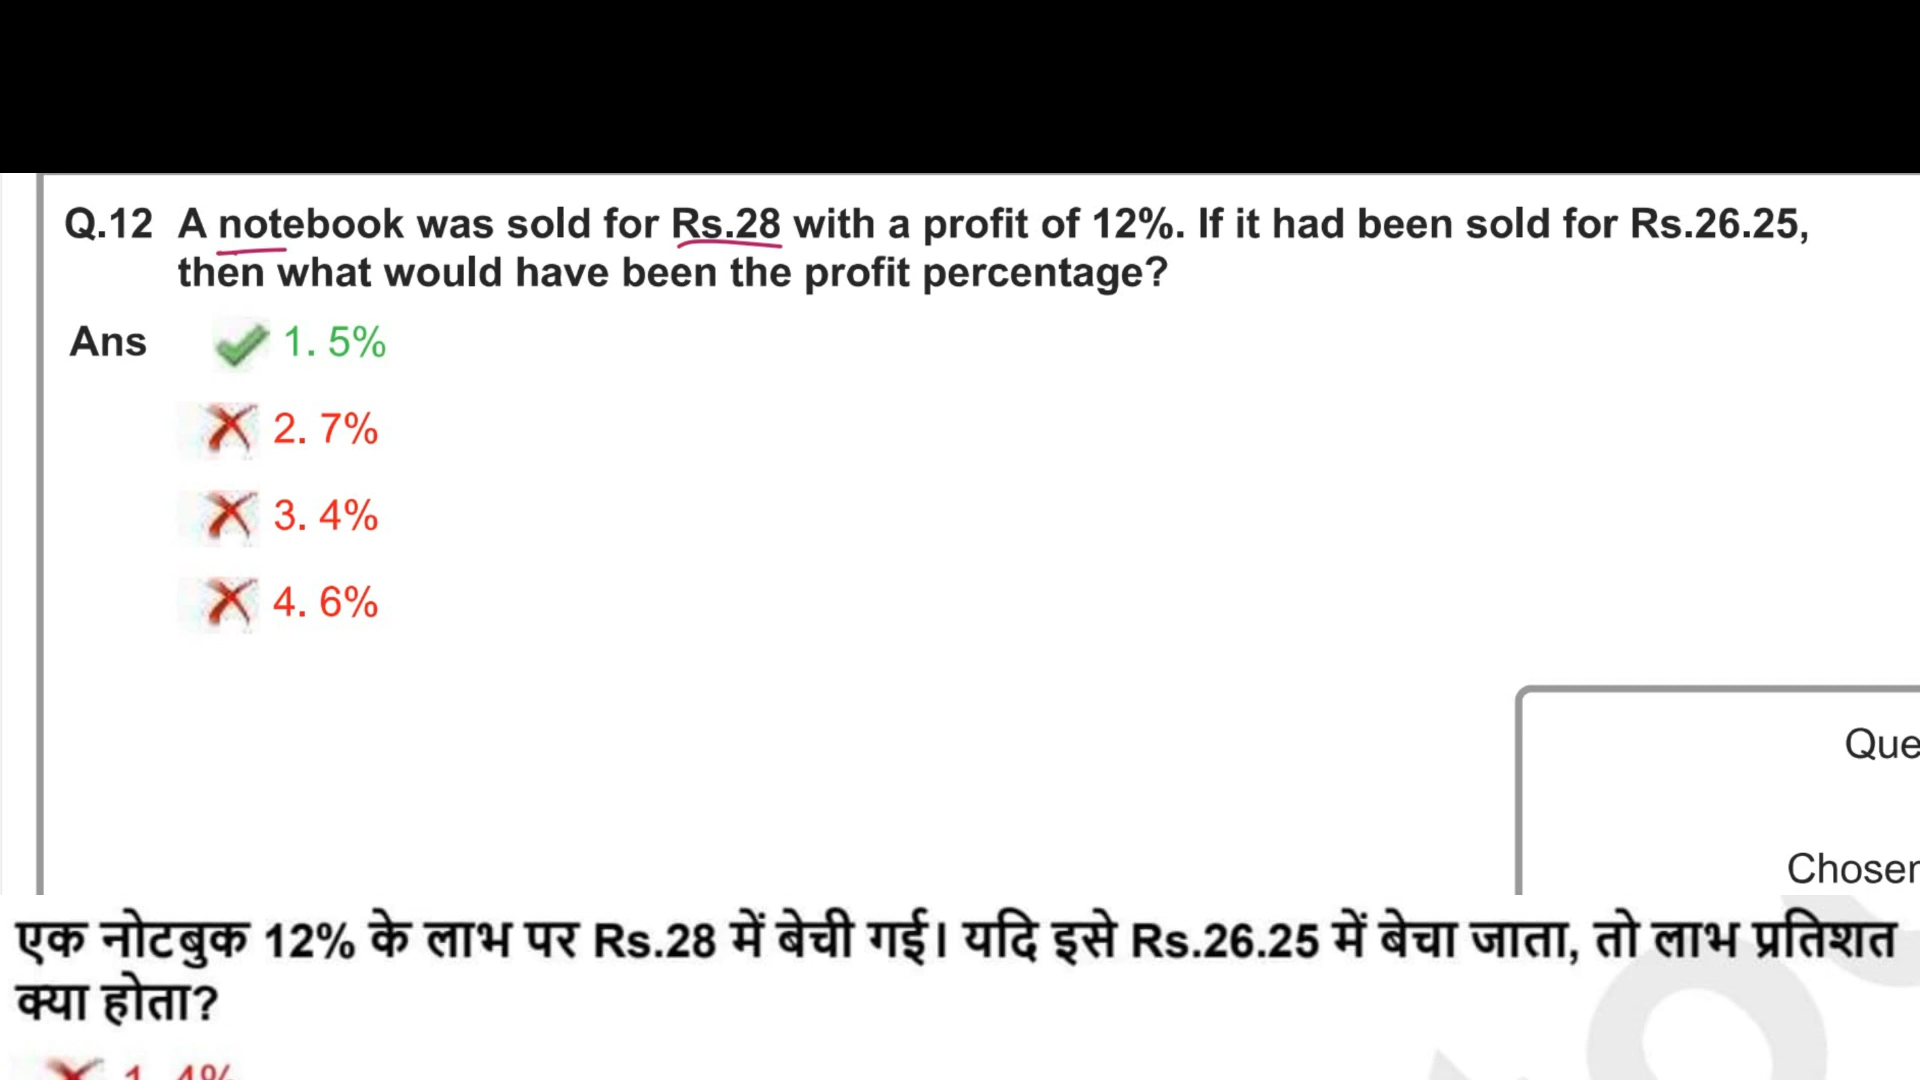 Q.12 A notebook was sold for Rs.28 with a profit of 12%. If it had been sold for Rs.26.25,
then what would have been the profit percentage?
Ans 1. 5%
2. 7%
3. 4%
4. 6%
Que
Chosen
एक नोटबुक 12% के लाभ पर Rs.28 में बेची गई। यदि इसे Rs.26.25 में बेचा जाता, तो लाभ प्रतिशत
क्या होता?
1. 4%